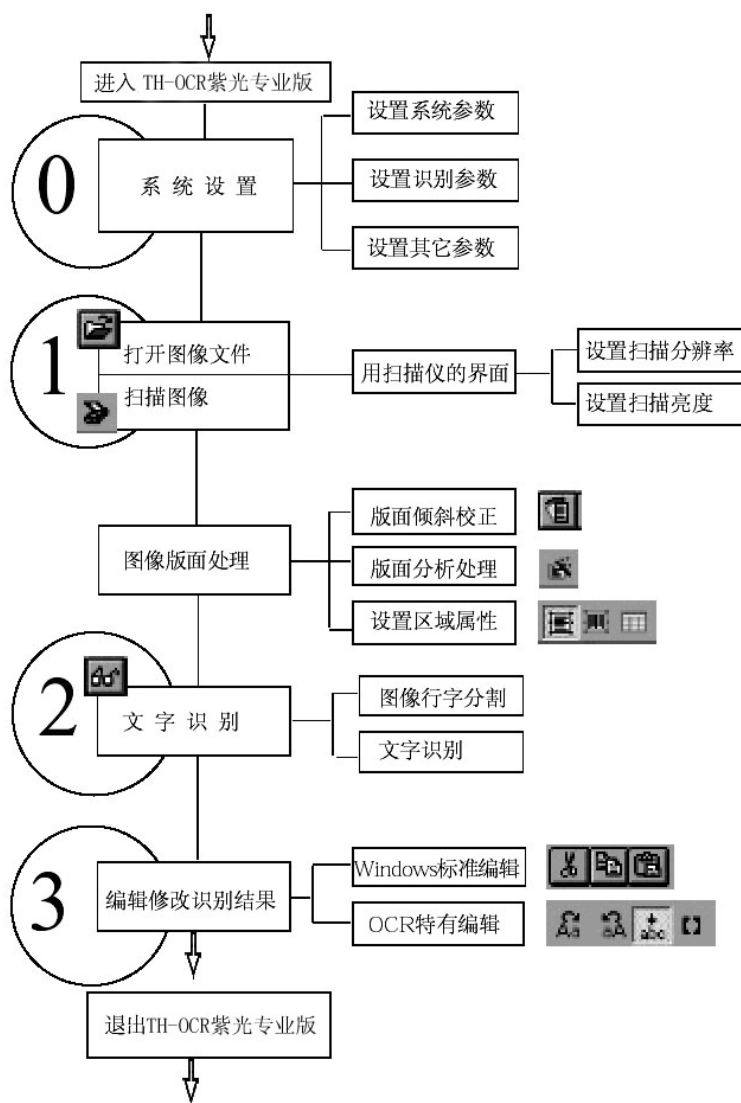 进入 TH-OCR紫光专业版
0
系 统 设 置
设置系统参数
设置识别参数
设置其它参数
1
打开图像文件
扫描图像
用扫描仪的界面
设置扫描分辨率
设置扫描亮度
图像版面处理
版面倾斜校正
版面分析处理
设置区域属性
2
文 字 识 别
图像行字分割
文字识别
3
编辑修改识别结果
Windows标准编辑
OCR特有编辑
Aa
aA
abc
退出TH-OCR紫光专业版